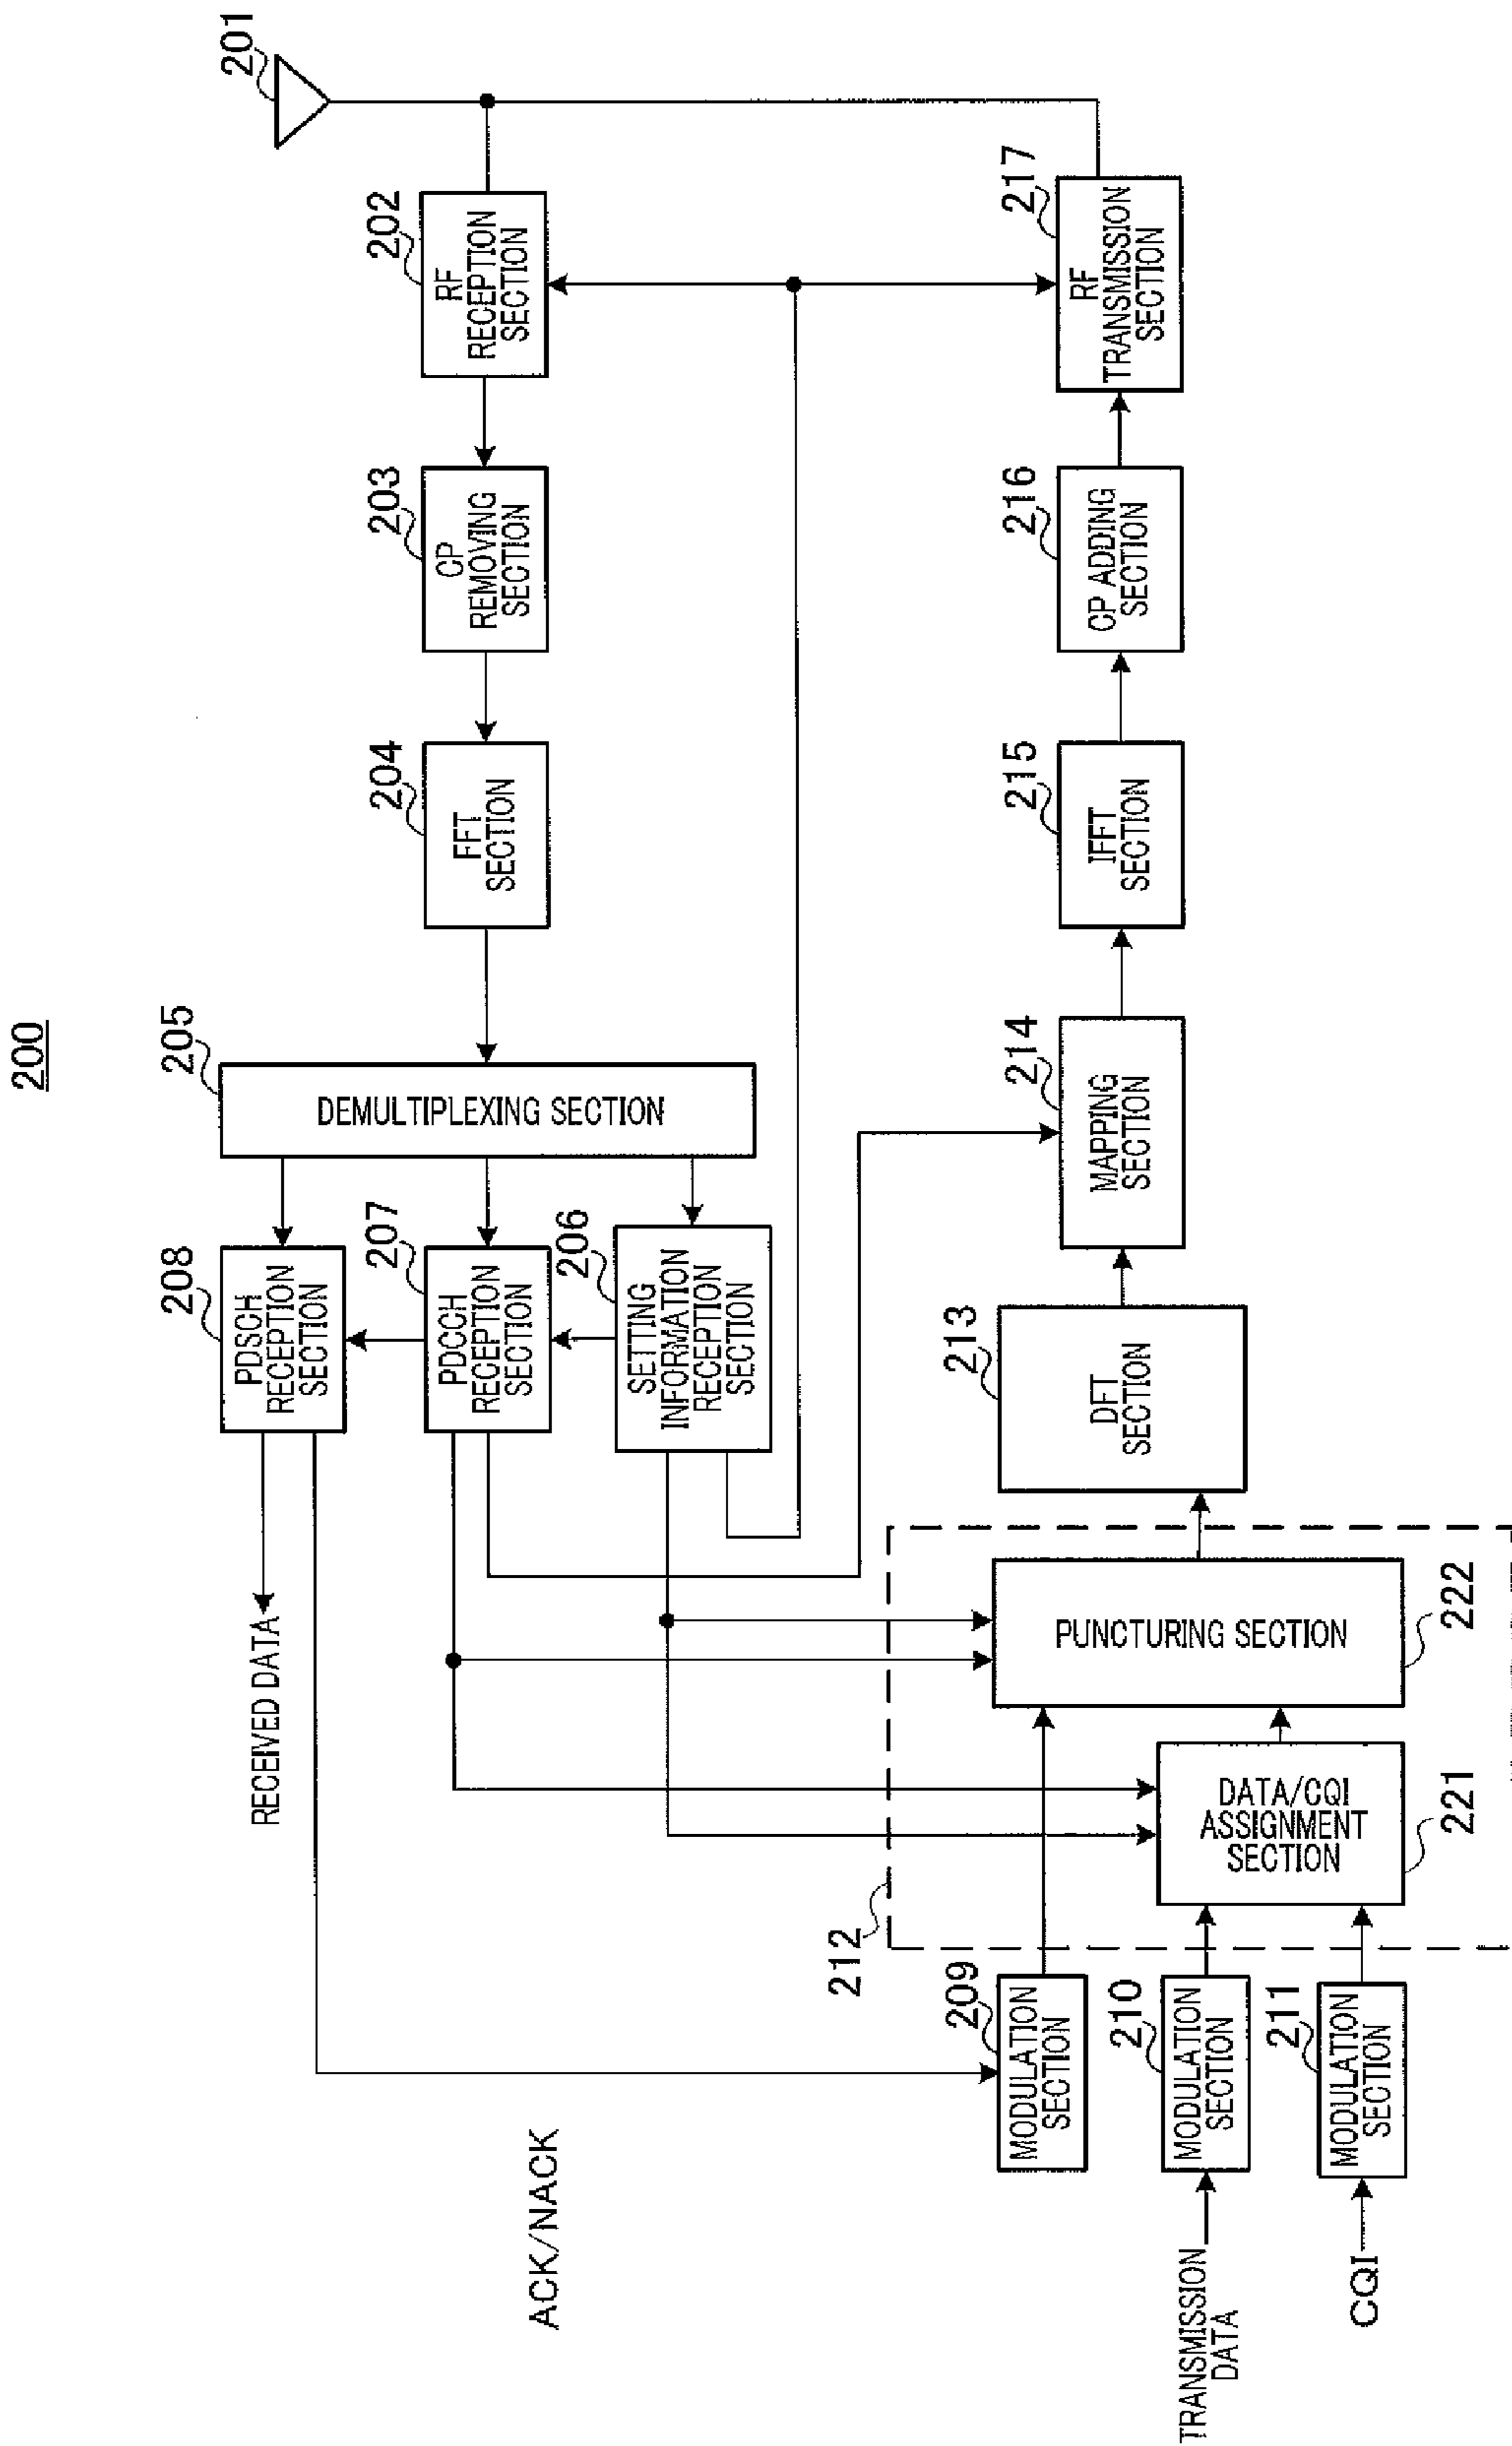 200
201
202
RF
RECEPTION
SECTION
203
CP
REMOVING
SECTION
204
FFT
SECTION
205
DEMULTIPLEXING SECTION
208
PDSCH
RECEPTION
SECTION
207
PDCCH
RECEPTION
SECTION
206
SETTING
INFORMATION
RECEPTION
SECTION
RECEIVED DATA
ACK/NACK
209
MODULATION
SECTION
TRANSMISSION
DATA
210
MODULATION
SECTION
CQI
211
MODULATION
SECTION
212
DATA/CQI
ASSIGNMENT
SECTION
221
PUNCTURING SECTION
222
213
DFT
SECTION
214
MAPPING
SECTION
215
IFFT
SECTION
216
CP ADDING
SECTION
217
RF
TRANSMISSION
SECTION